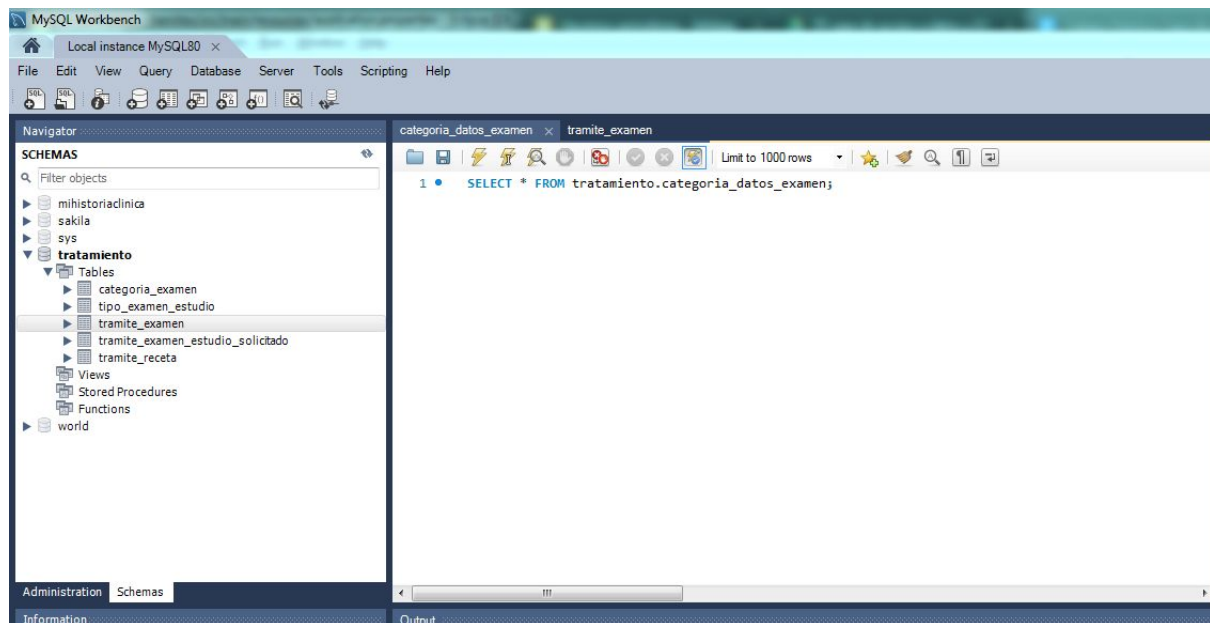 MySQL Workbench
Local instance MySQL80
File Edit View Query Database Server Tools Scripting Help
Navigator
SCHEMAS
Filter objects
mihistoriaclinica
sakila
sys
tratamiento
Tables
categoria_examen
tipo_examen_estudio
tramite_examen
tramite_examen_estudio_solicitado
tramite_receta
Views
Stored Procedures
Functions
world
Administration Schemas
Information
categoria_datos_examen tramite_examen
Limit to 1000 rows
1 SELECT * FROM tratamiento.categoria_datos_examen;
Output